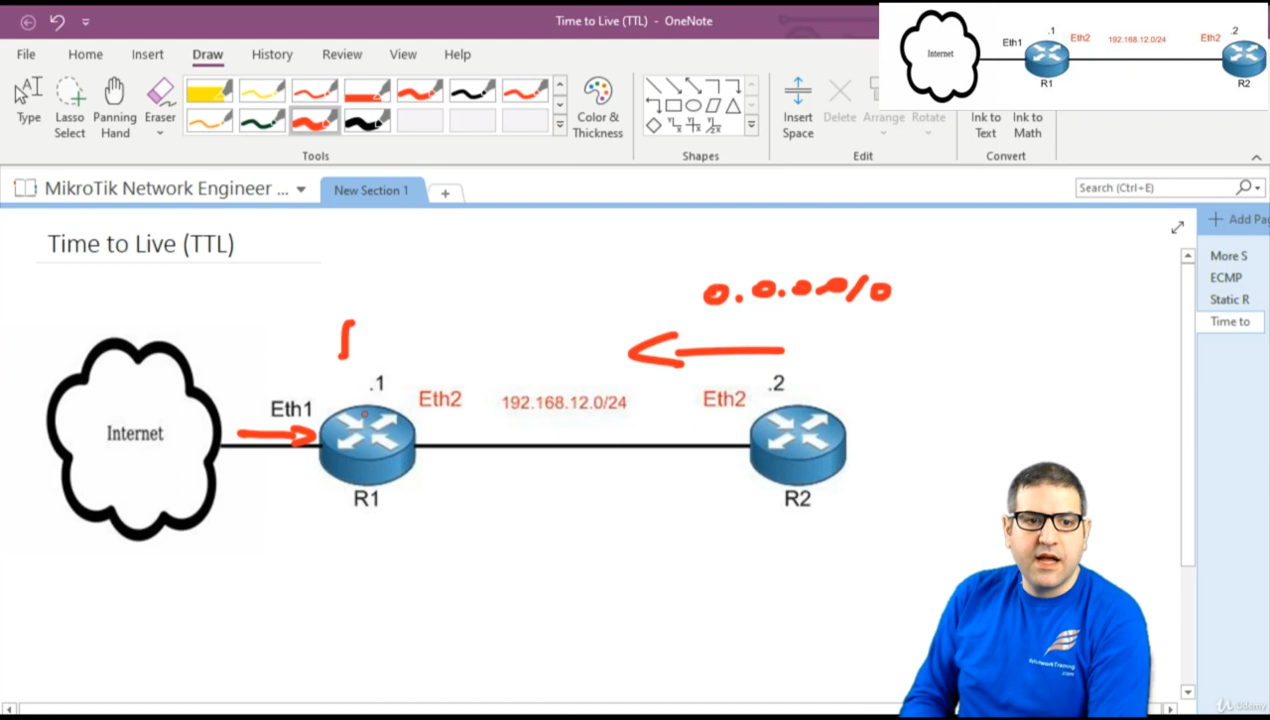 Time to Live (TTL) - OneNote
File Home Insert Draw History Review View Help
Type
Lasso Select
Panning Hand
Eraser
Color & Thickness
Insert Space
Delete
Arrange
Rotate
Ink to Text
Ink to Math
Tools
Shapes
Edit
Convert
Internet
Eth1
.1
Eth2
192.168.12.0/24
Eth2
.2
R1
R2
MikroTik Network Engineer ...
New Section 1
Search (Ctrl+E)
Add Pag
More S
ECMP
Static R
Time to
Time to Live (TTL)
0.0.0.0/0
.1
.2
Eth1
Eth2
192.168.12.0/24
Eth2
Internet
R1
R2
Udemy